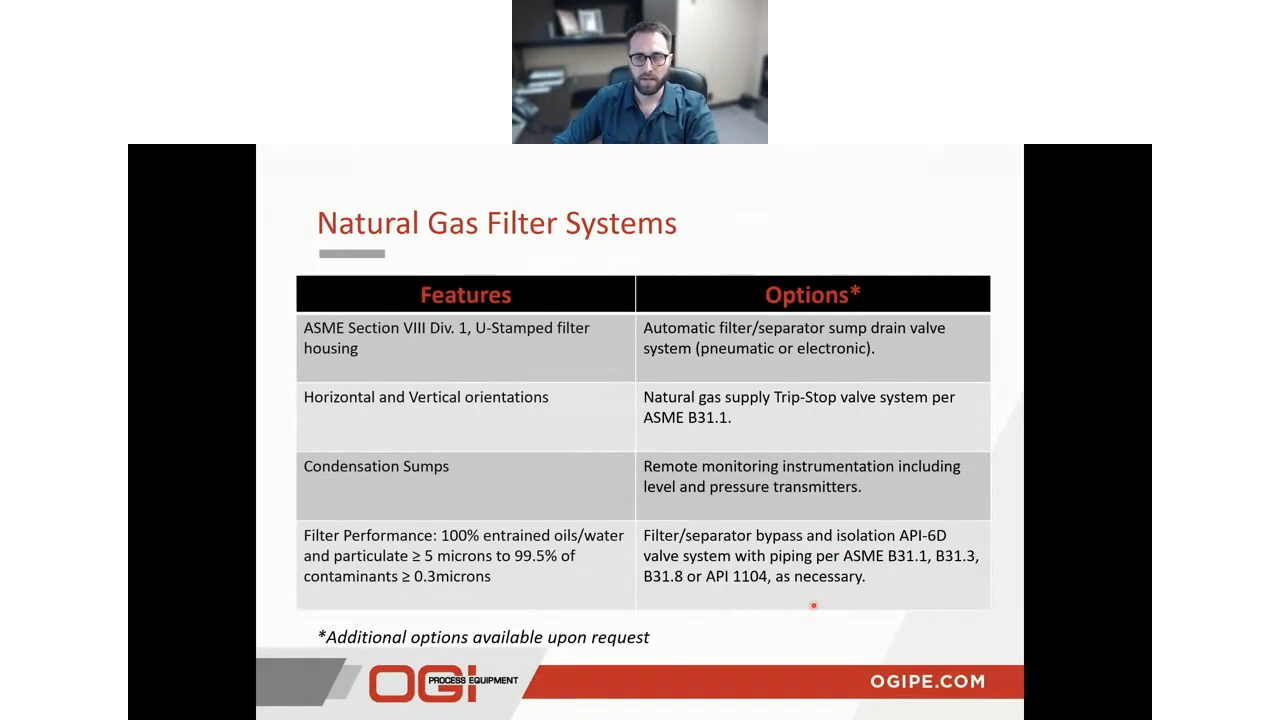 Natural Gas Filter Systems
Features
Options*
ASME Section VIII Div. 1, U-Stamped filter
housing
Automatic filter/separator sump drain valve
system (pneumatic or electronic).
Horizontal and Vertical orientations
Natural gas supply Trip-Stop valve system per
ASME B31.1.
Condensation Sumps
Remote monitoring instrumentation including
level and pressure transmitters.
Filter Performance: 100% entrained oils/water
and particulate ≥ 5 microns to 99.5% of
contaminants ≥ 0.3microns
Filter/separator bypass and isolation API-6D
valve system with piping per ASME B31.1, B31.3,
B31.8 or API 1104, as necessary.
*Additional options available upon request
OGI PROCESS EQUIPMENT
OGIPE.COM